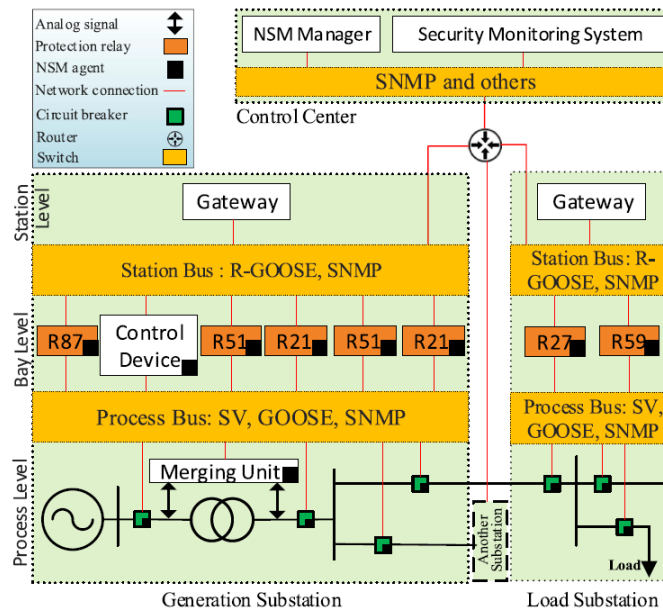 Analog signal
Protection relay
NSM agent
Network connection
Circuit breaker
Router
Switch
NSM Manager
Security Monitoring System
SNMP and others
Control Center
Station
Level
Gateway
Gateway
Station Bus : R-GOOSE, SNMP
Station Bus: R-
GOOSE, SNMP
Bay Level
R87
Control
Device
R51
R21
R51
R21
R27
R59
Process Bus: SV, GOOSE, SNMP
Process Bus: SV,
GOOSE, SNMP
Process Level
Merging Unit
Another
Substation
Load
Generation Substation
Load Substation